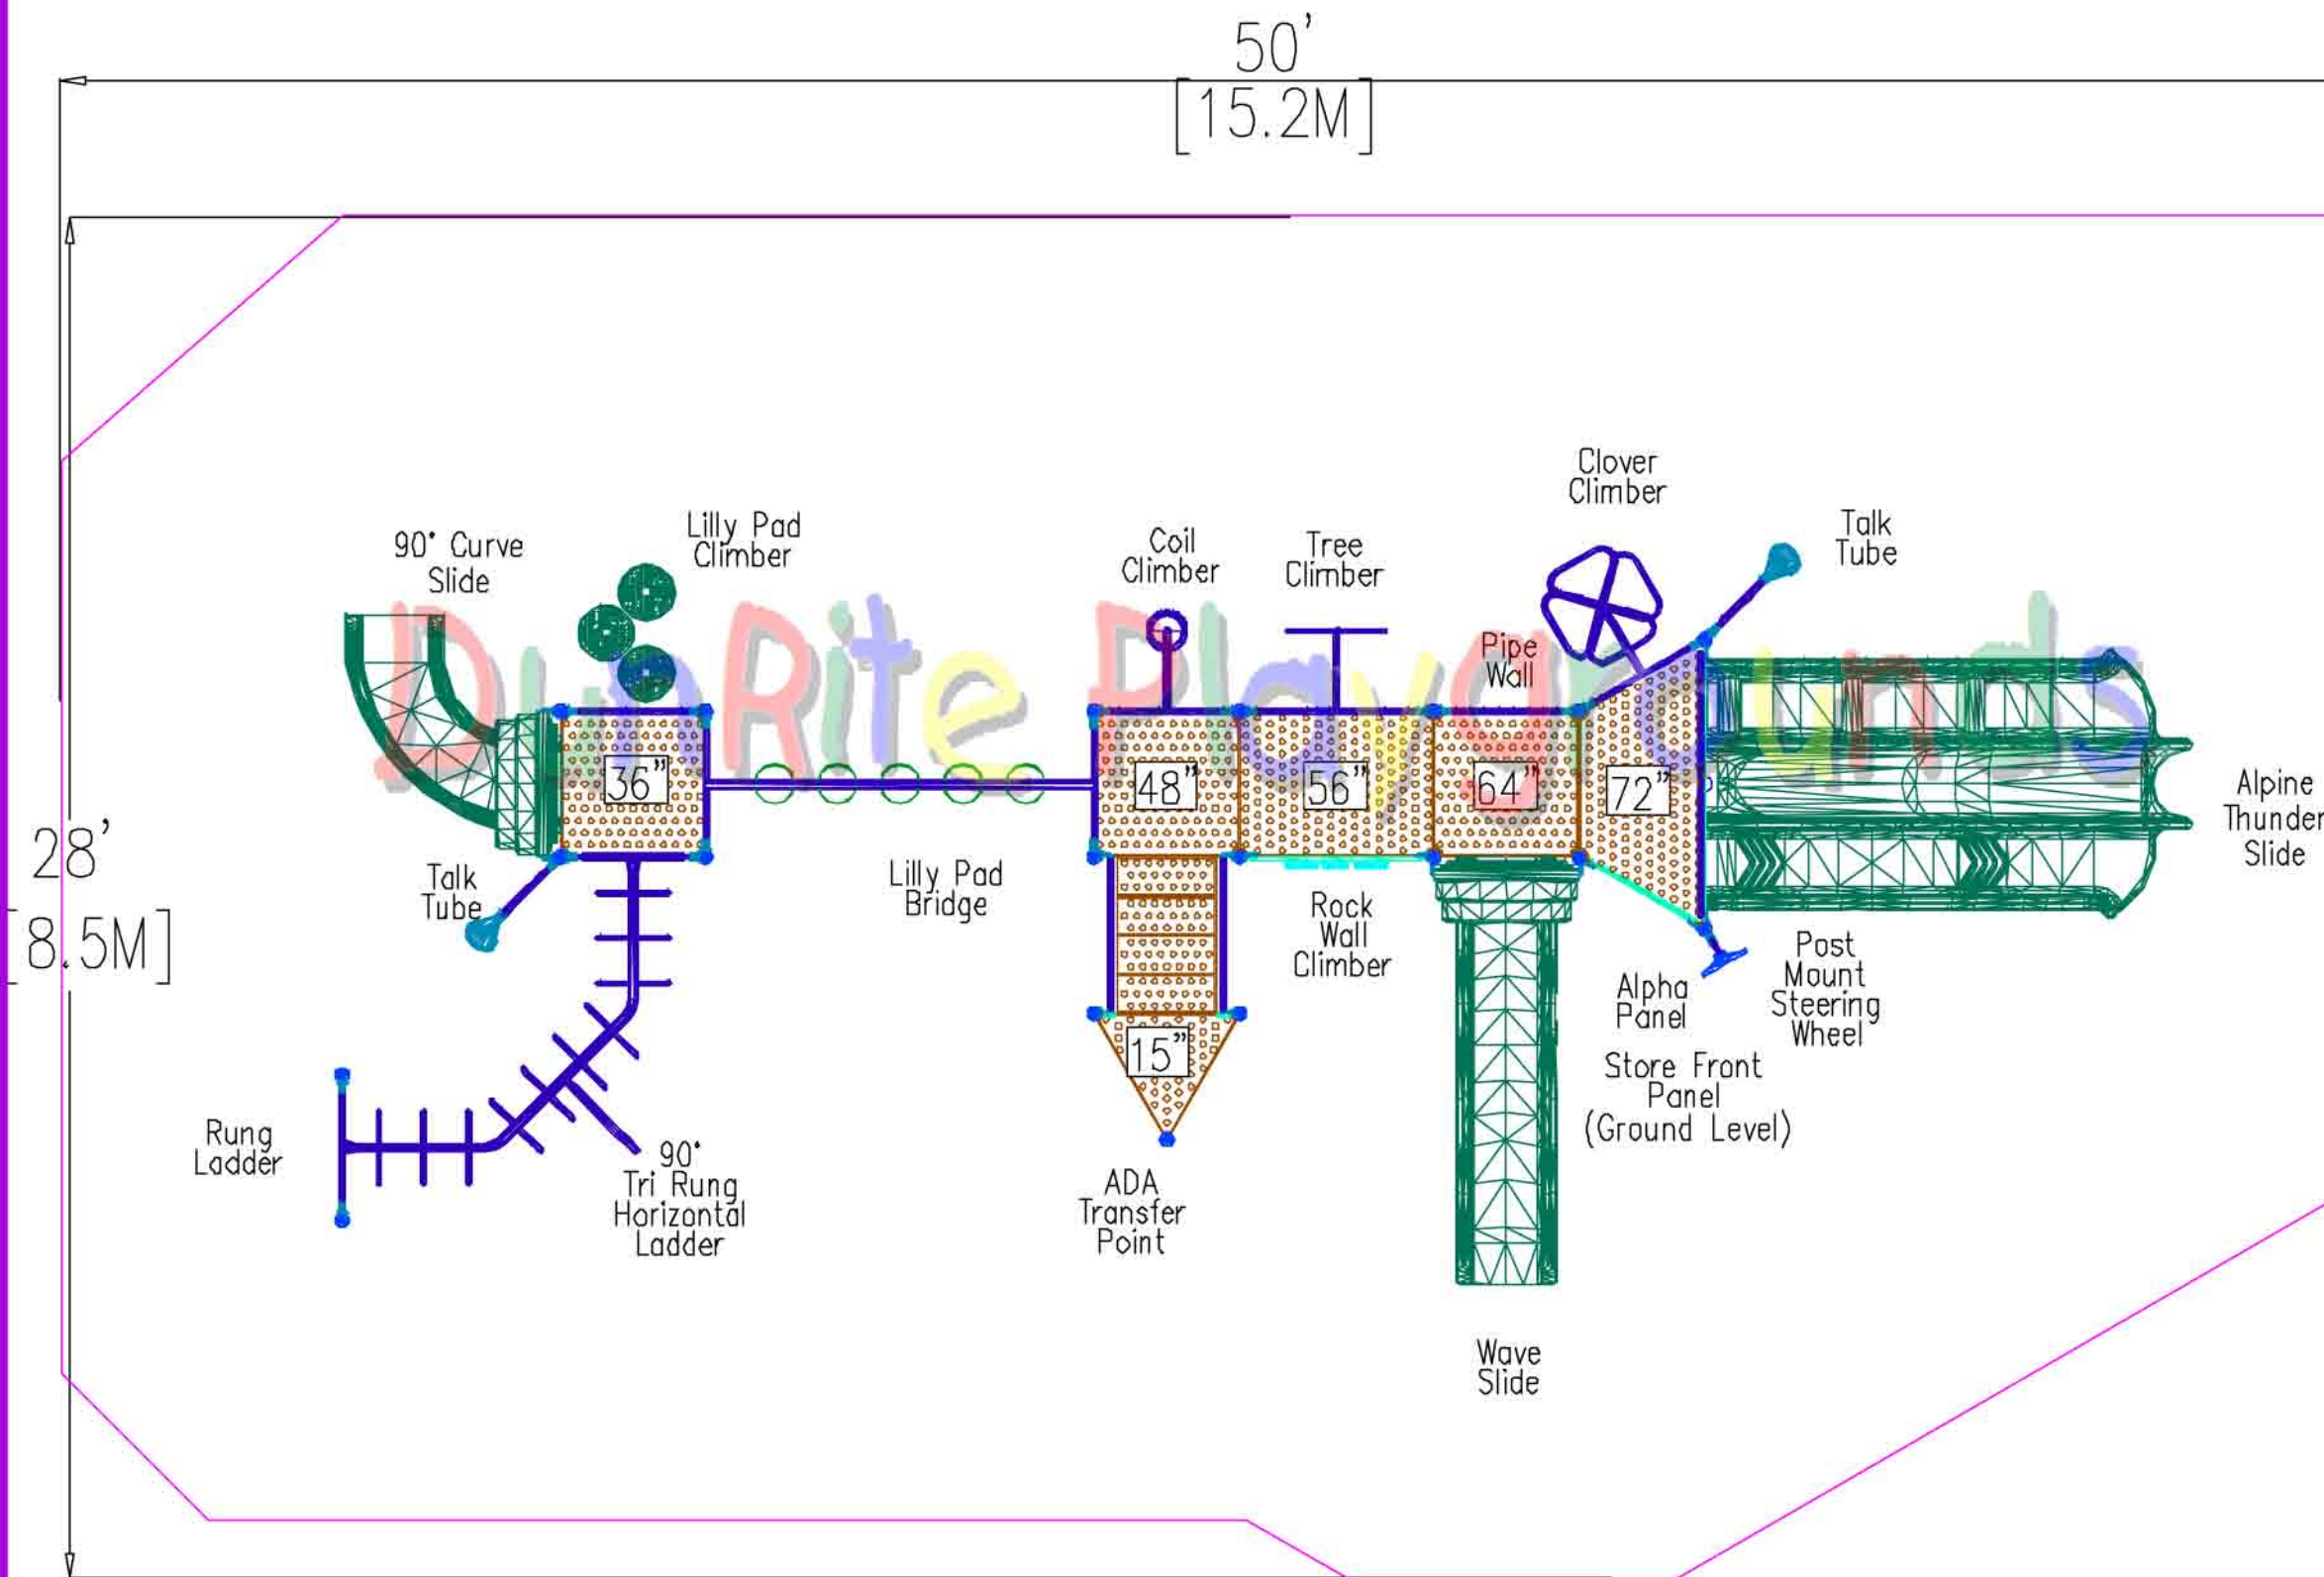 50'
[15.2M]
Clover
Climber
Talk
Tube
Lilly Pad
Climber
90° Curve
Slide
Coil
Climber
Tree
Climber
Pipe
Wall
DunRite Playgrounds
36"
48"
56"
64"
72"
Alpine
Thunder
Slide
28'
[8.5M]
Talk
Tube
Lilly Pad
Bridge
Rock
Wall
Climber
Post
Mount
Steering
Wheel
Alpha
Panel
15"
Store Front
Panel
(Ground Level)
Rung
Ladder
90°
Tri Rung
Horizontal
Ladder
ADA
Transfer
Point
Wave
Slide